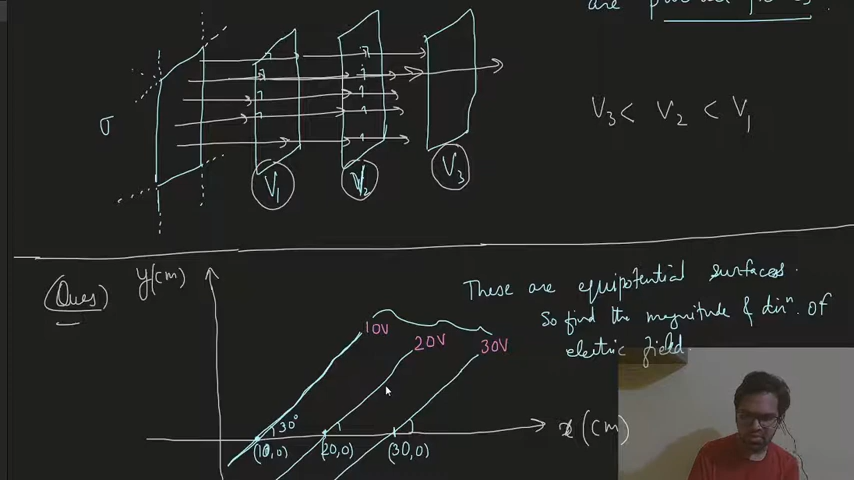 are
σ
V₁
V₂
V₃
V₃ < V₂ < V₁
Ques
y(cm)
These are equipotential surfaces.
So find the magnitude & dirⁿ. of
electric field.
10V
20V
30V
30°
(10,0)
(20,0)
(30,0)
x (cm)